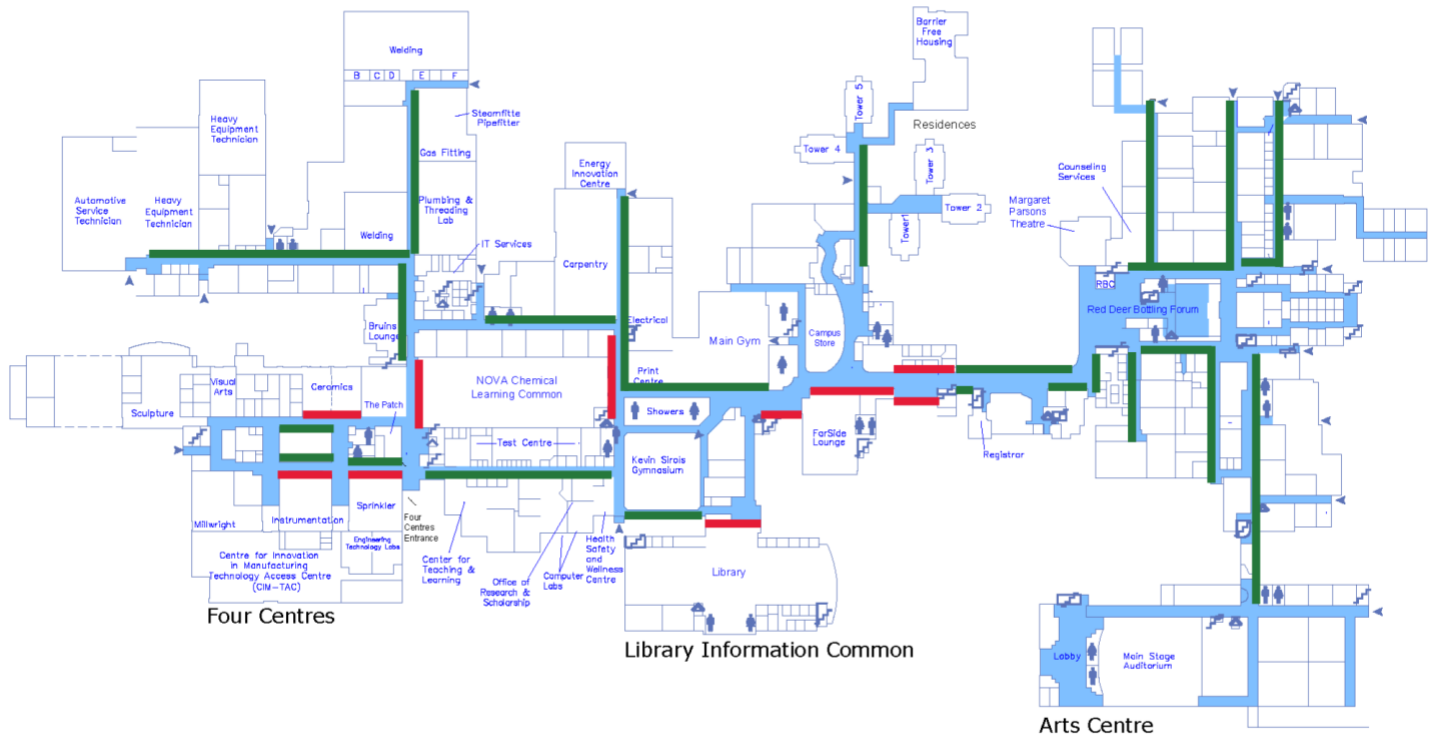 Welding
B C D E F
Steamfitte
Pipefitter
Heavy
Equipment
Technician
Gas Fitting
Automotive
Service
Technician
Heavy
Equipment
Technician
Welding
Plumbing &
Threading
Lab
IT Services
Energy
Innovation
Centre
Carpentry
Electrical
Bruins
Lounge
Barrier
Free
Housing
Tower 5
Residences
Tower 4
Tower 3
Tower 2
Tower1
Counseling
Services
Margaret
Parsons
Theatre
RBC
Red Deer Bottling Forum
Main Gym
Campus
Store
Print
Centre
NOVA Chemical
Learning Common
Visual
Arts
Ceramics
Sculpture
The Patch
Showers
Test Centre
FarSide
Lounge
Registrar
Kevin Sirois
Gymnasium
Millwright
Instrumentation
Sprinkler
Four
Centres
Entrance
Engineering
Technology Labs
Centre for Innovation
in Manufacturing
Technology Access Centre
(CIM-TAC)
Center for
Teaching &
Learning
Office of
Research &
Scholorship
Computer
Labs
Health
Safety
and
Wellness
Centre
Library
Four Centres
Library Information Common
Lobby
Main Stage
Auditorium
Arts Centre